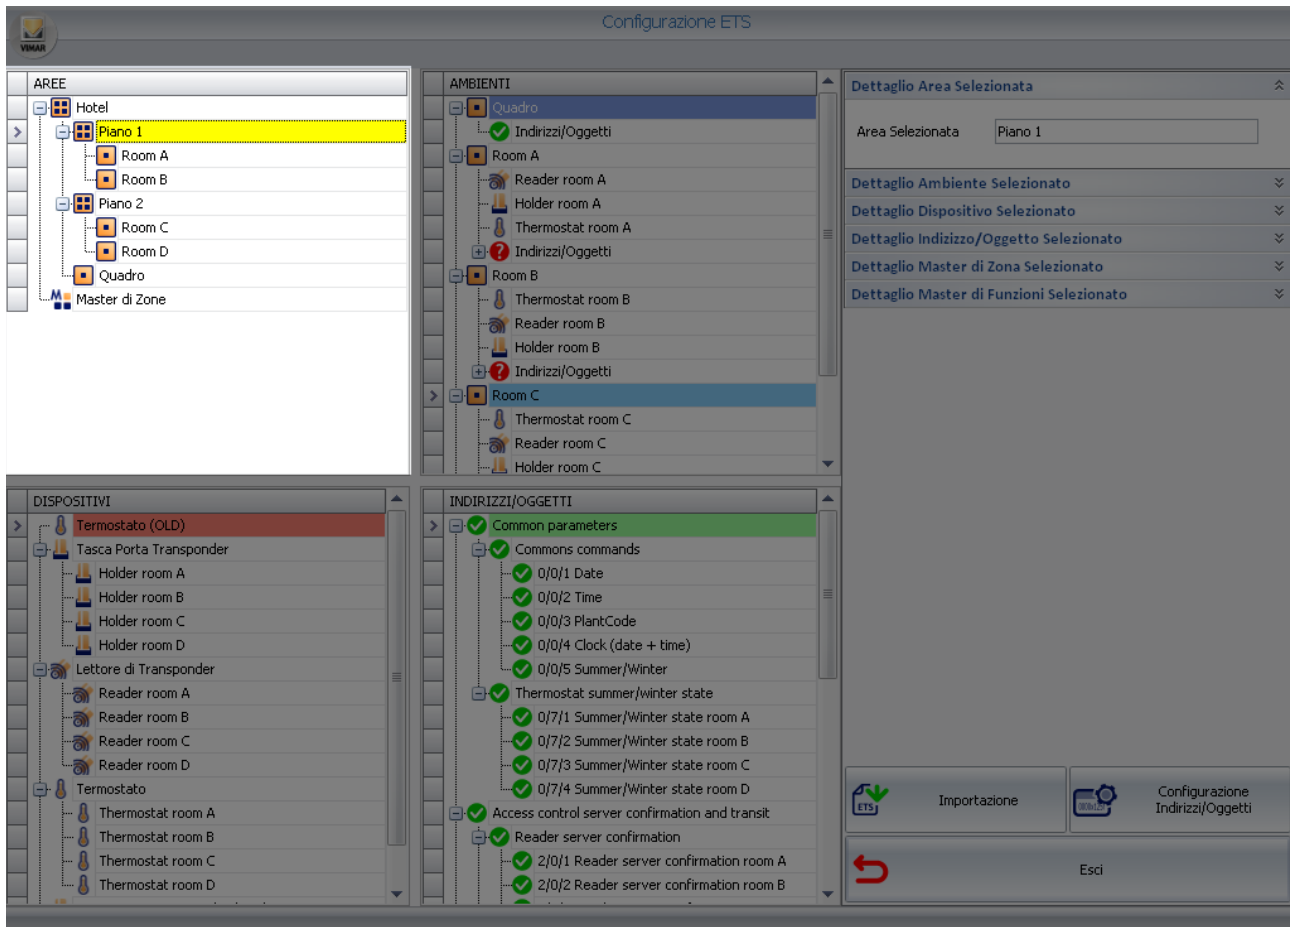 Configurazione ETS
VIMAR
AREE
Hotel
Piano 1
Room A
Room B
Piano 2
Room C
Room D
Quadro
Master di Zone
AMBIENTI
Quadro
Indirizzi/Oggetti
Room A
Reader room A
Holder room A
Thermostat room A
Indirizzi/Oggetti
Room B
Thermostat room B
Reader room B
Holder room B
Indirizzi/Oggetti
Room C
Thermostat room C
Reader room C
Holder room C
Dettaglio Area Selezionata
Area Selezionata Piano 1
Dettaglio Ambiente Selezionato
Dettaglio Dispositivo Selezionato
Dettaglio Indizizzo/Oggetto Selezionato
Dettaglio Master di Zona Selezionato
Dettaglio Master di Funzioni Selezionato
DISPOSITIVI
Termostato (OLD)
Tasca Porta Transponder
Holder room A
Holder room B
Holder room C
Holder room D
Lettore di Transponder
Reader room A
Reader room B
Reader room C
Reader room D
Termostato
Thermostat room A
Thermostat room B
Thermostat room C
Thermostat room D
INDIRIZZI/OGGETTI
Common parameters
Commons commands
0/0/1 Date
0/0/2 Time
0/0/3 PlantCode
0/0/4 Clock (date + time)
0/0/5 Summer/Winter
Thermostat summer/winter state
0/7/1 Summer/Winter state room A
0/7/2 Summer/Winter state room B
0/7/3 Summer/Winter state room C
0/7/4 Summer/Winter state room D
Access control server confirmation and transit
Reader server confirmation
2/0/1 Reader server confirmation room A
2/0/2 Reader server confirmation room B
ETS
Importazione
Configurazione
Indirizzi/Oggetti
Esci